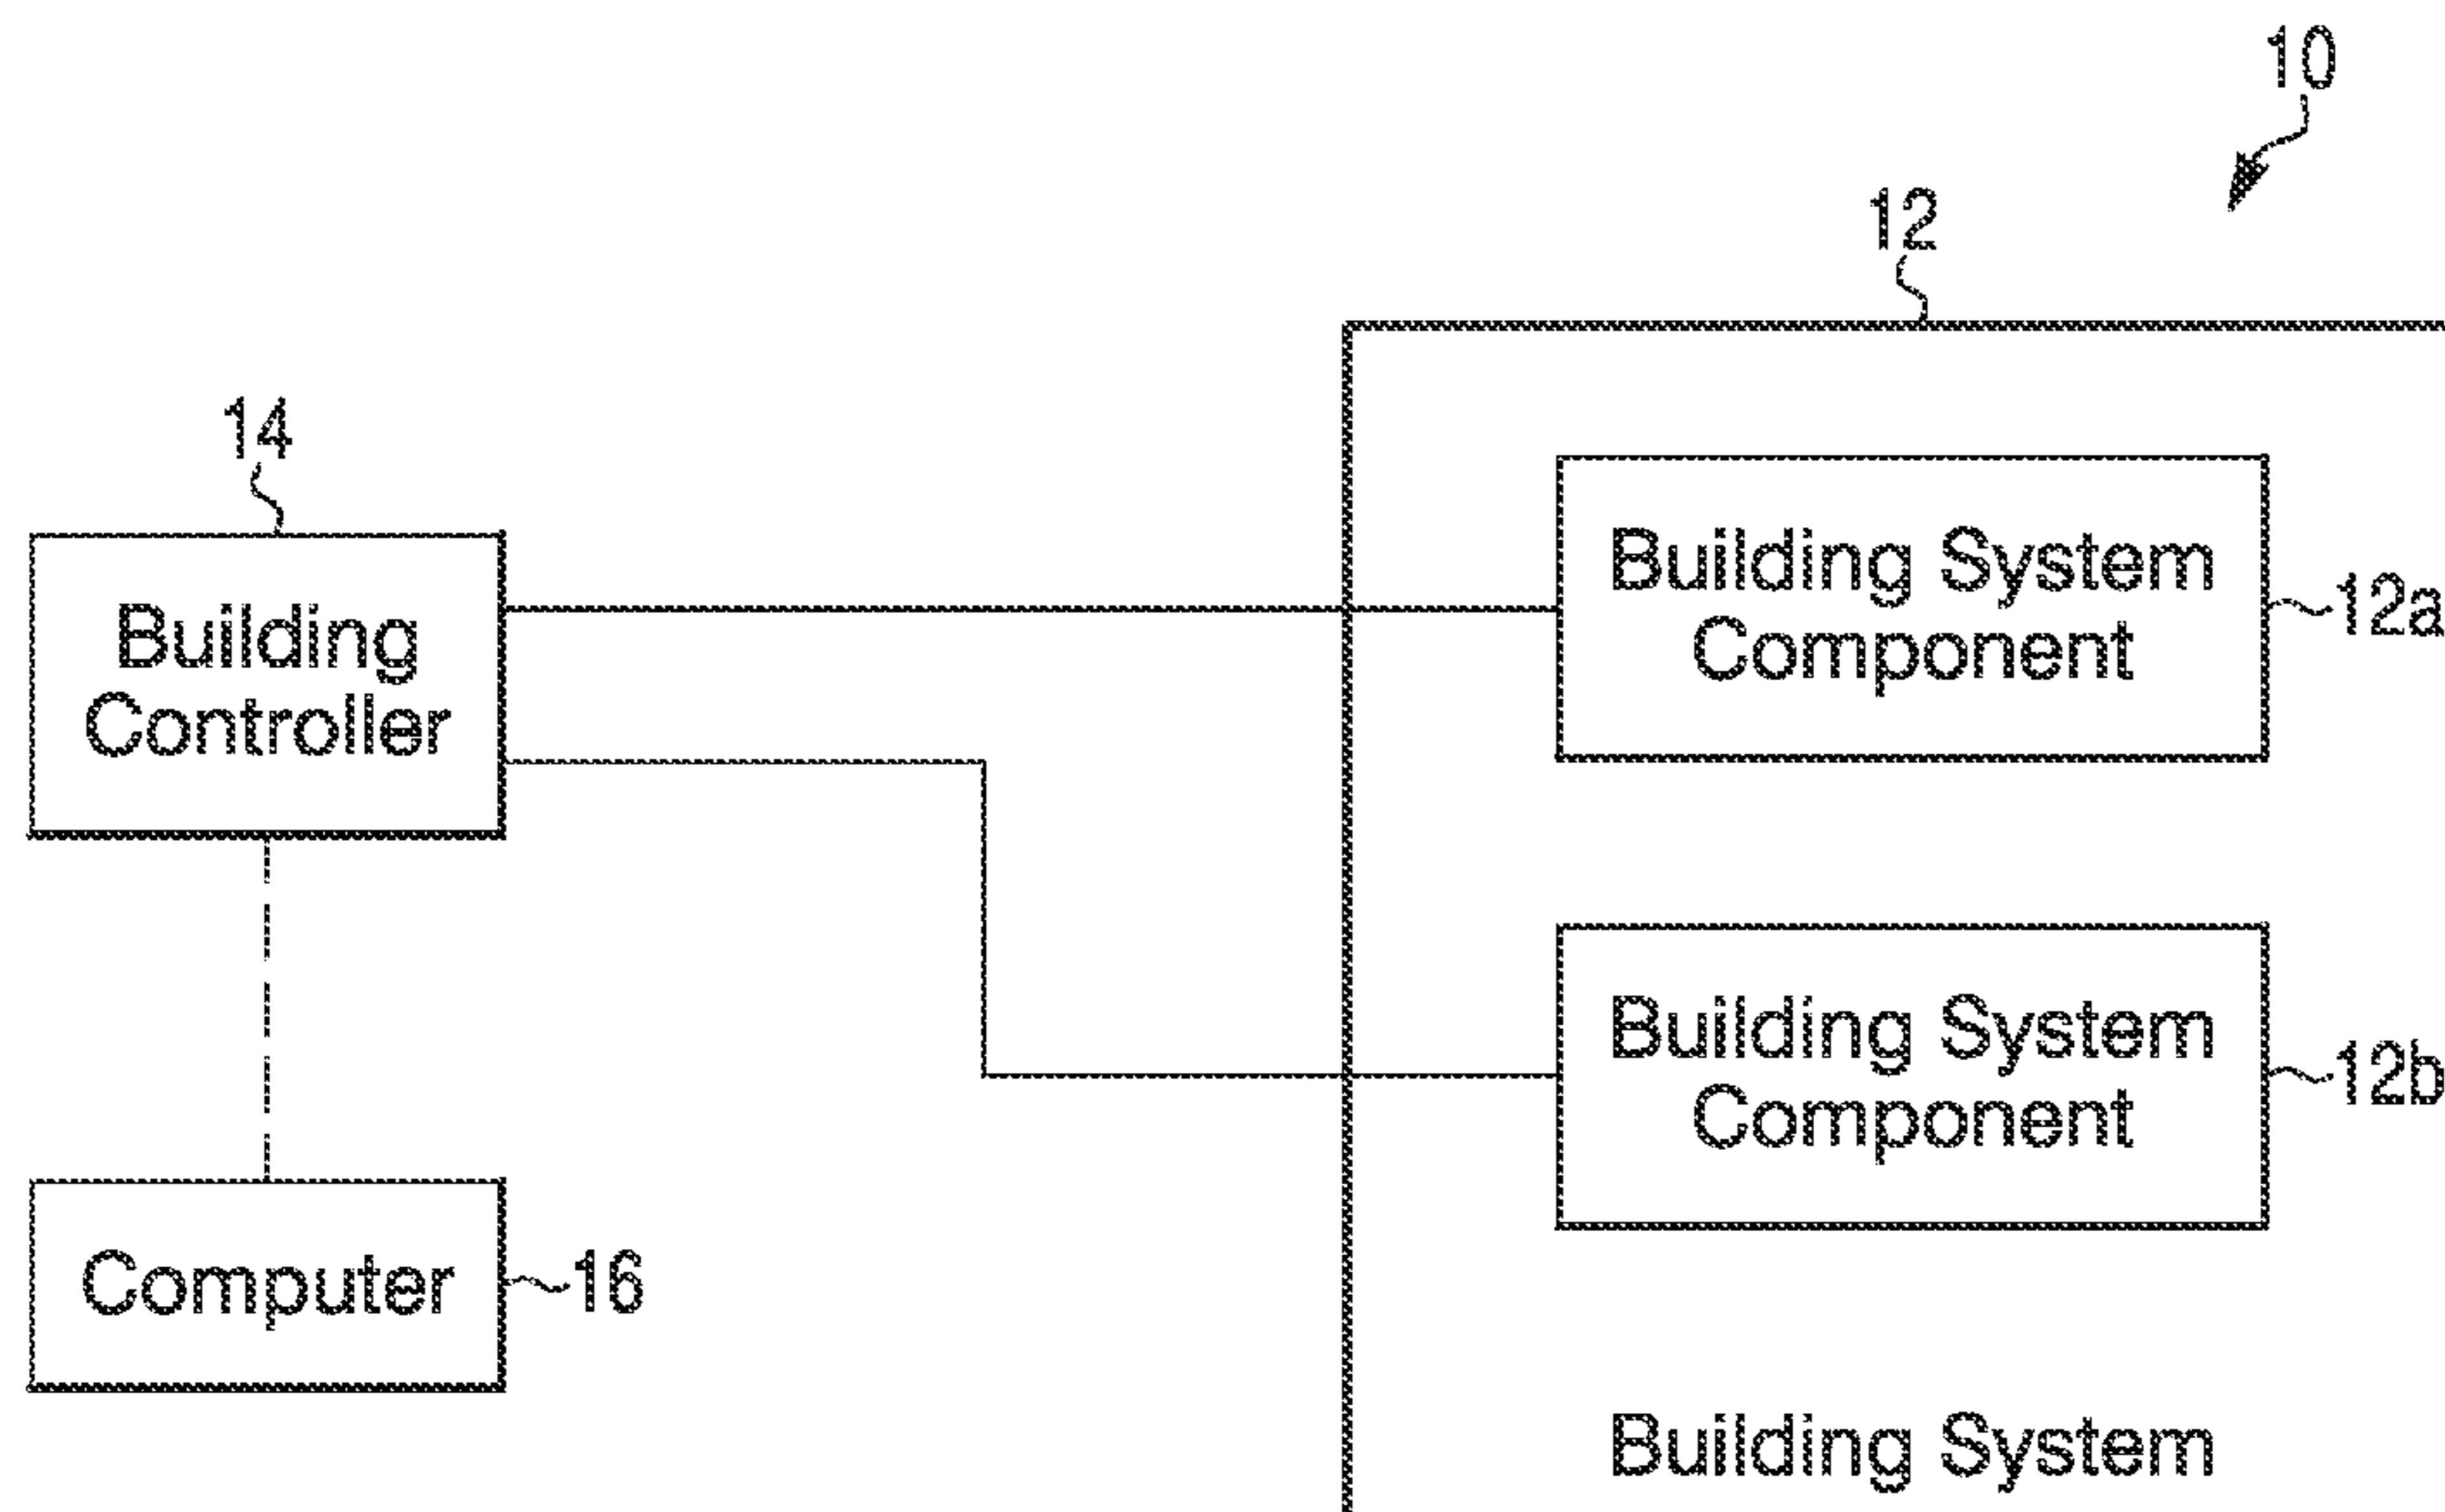 10
12
14
Building System
Component
12a
Building
Controller
Building System
Component
12b
Computer
16
Building System